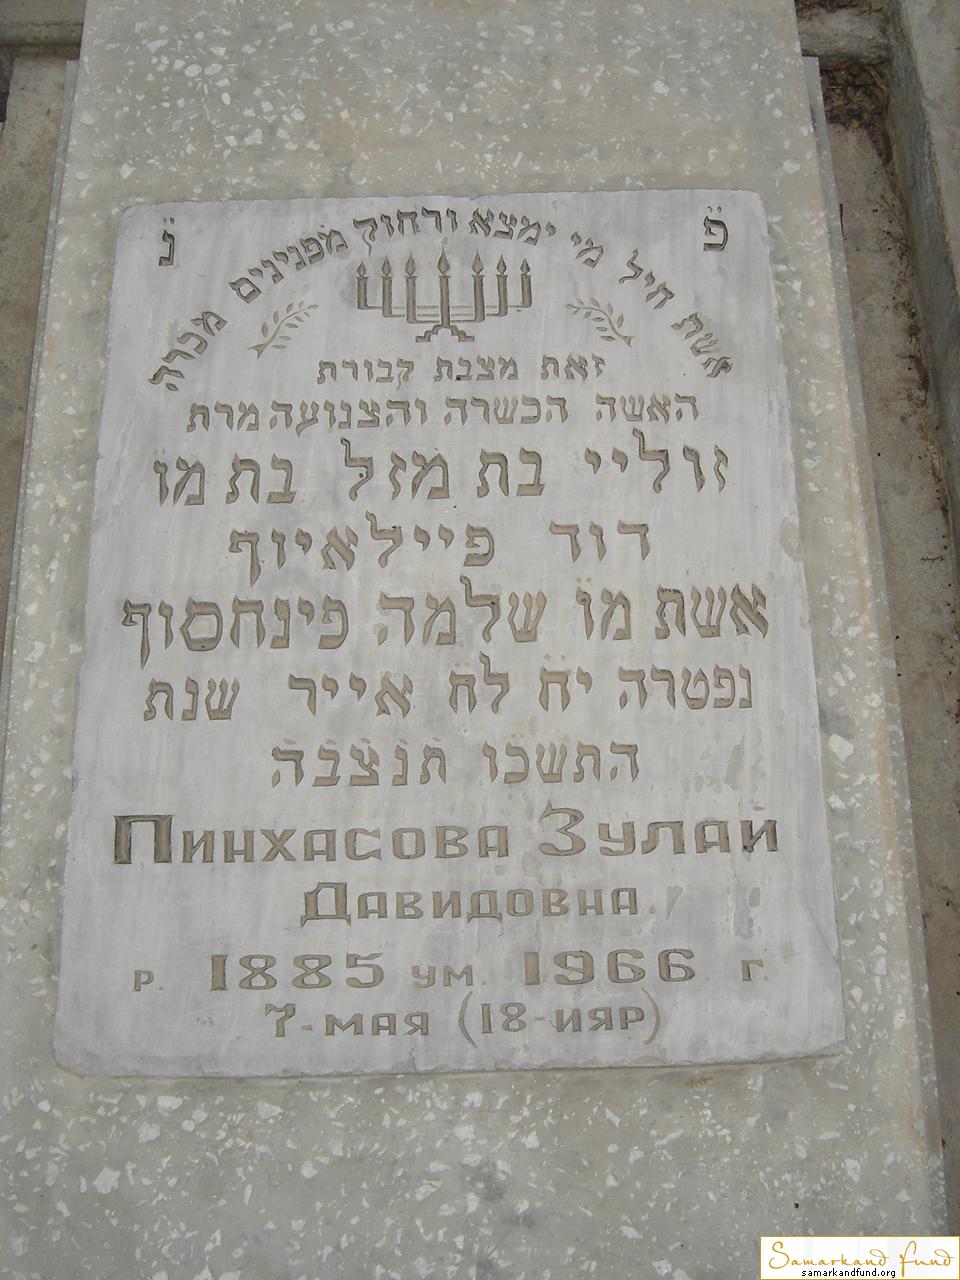 פ̈ נ̈
אשת חיל מי ימצא ורחוק מפנינים מכרה
זאת מצבת קבורת
האשה הכשרה והצנועה מרת
זוליי בת מזל בת מו̈
דוד פיילאיוף
אשת מו̈ שלמה פינחסוף
נפטרה יח̈ לח̇ אייר שנת
התשכ̇ו ת̇נ̇צ̇ב̇ה̇
Пинхасова Зулай
Давидовна.
р. 1885 ум. 1966 г.
7-мая (18-ияр)
Samarkand fund
samarkandfund.org